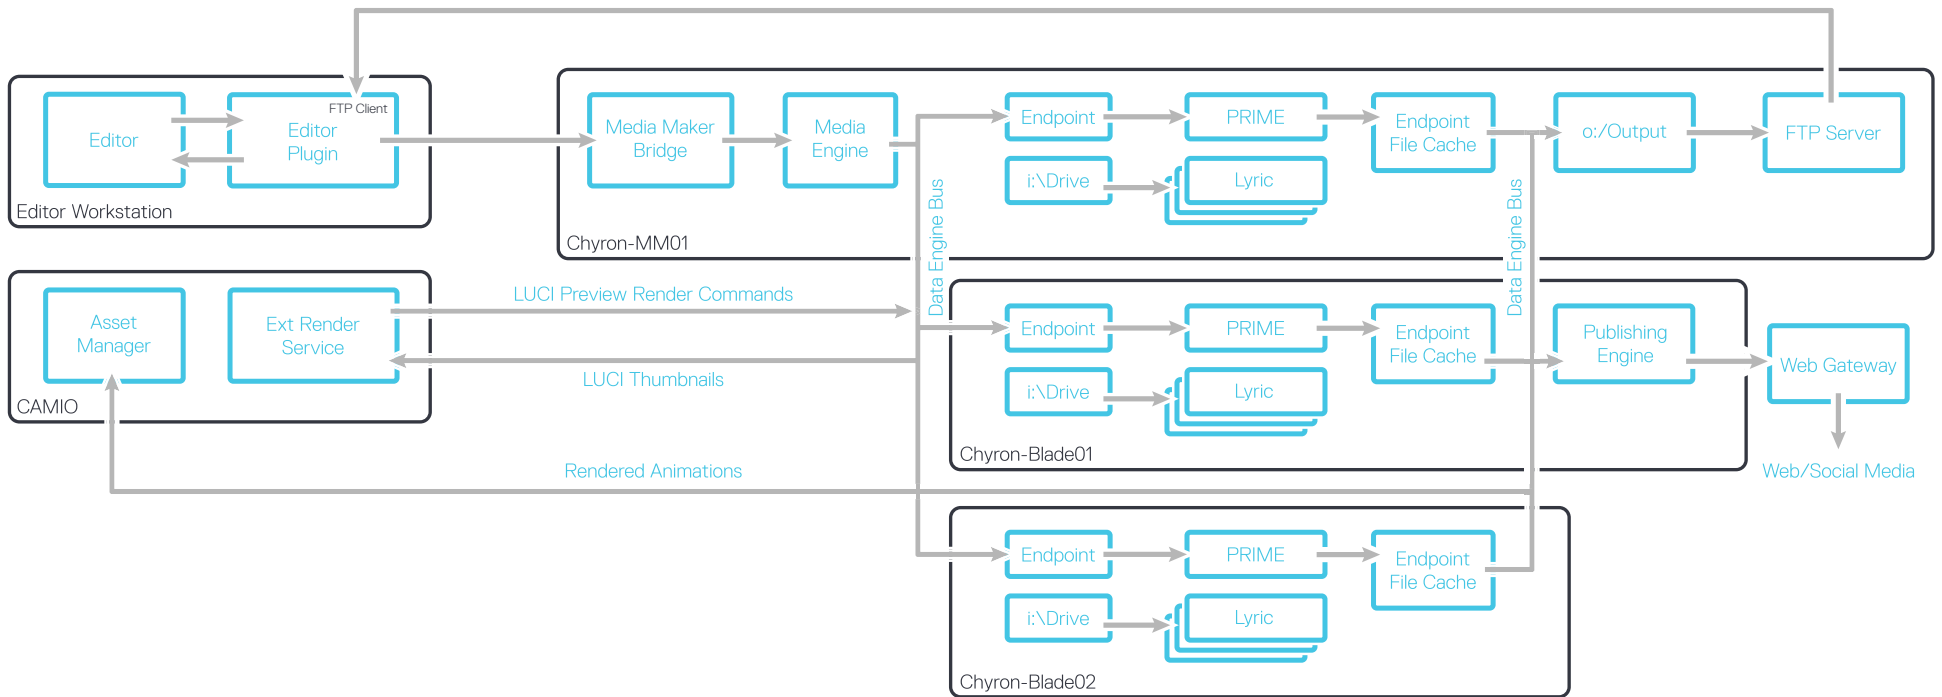 FTP Client
Editor
Editor
Plugin
Editor Workstation
Media Maker
Bridge
Media
Engine
Endpoint
PRIME
Endpoint
File Cache
o:/Output
FTP Server
i:\Drive
Lyric
Chyron-MM01
Data Engine Bus
Data Engine Bus
Asset
Manager
Ext Render
Service
CAMIO
LUCI Preview Render Commands
LUCI Thumbnails
Rendered Animations
Endpoint
PRIME
Endpoint
File Cache
Publishing
Engine
Web Gateway
i:\Drive
Lyric
Chyron-Blade01
Web/Social Media
Endpoint
PRIME
Endpoint
File Cache
i:\Drive
Lyric
Chyron-Blade02